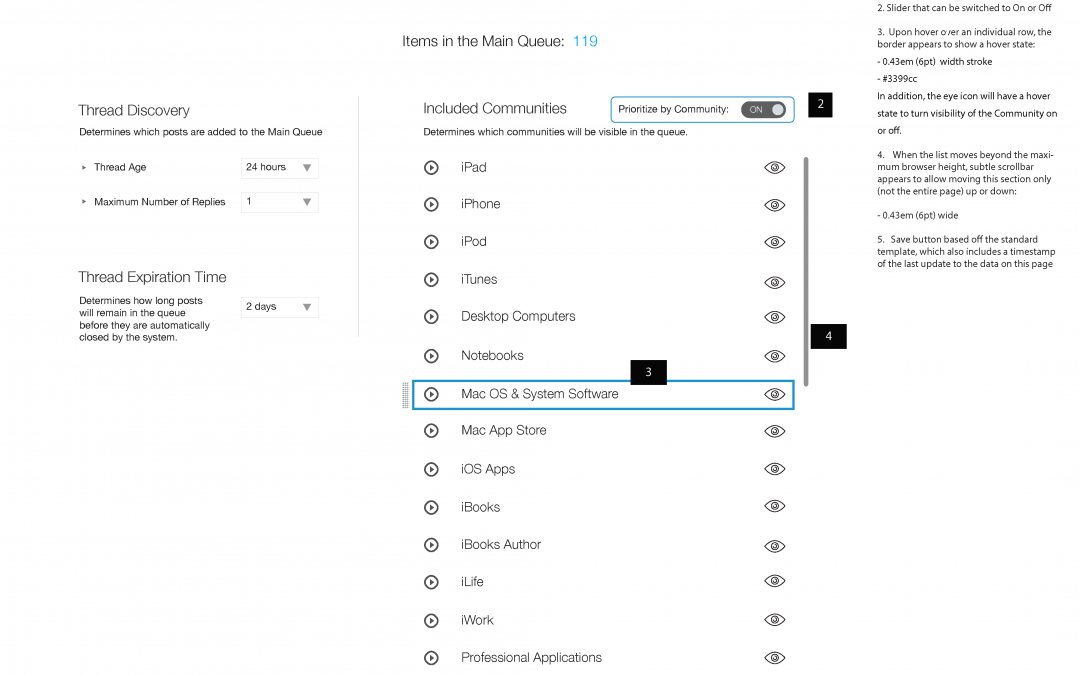 Items in the Main Queue: 119
Thread Discovery
Determines which posts are added to the Main Queue
Thread Age
24 hours
Maximum Number of Replies
1
Thread Expiration Time
Determines how long posts
will remain in the queue
before they are automatically
closed by the system.
2 days
Included Communities
Prioritize by Community:
ON
2
Determines which communities will be visible in the queue.
iPad
iPhone
iPod
iTunes
Desktop Computers
4
Notebooks
3
Mac OS & System Software
Mac App Store
iOS Apps
iBooks
iBooks Author
iLife
iWork
Professional Applications
2. Slider that can be switched to On or Off
3. Upon hover over an individual row, the
border appears to show a hover state:
- 0.43em (6pt) width stroke
- #3399cc
In addition, the eye icon will have a hover
state to turn visibility of the Community on
or off.
4. When the list moves beyond the maxi-
mum browser height, subtle scrollbar
appears to allow moving this section only
(not the entire page) up or down:
- 0.43em (6pt) wide
5. Save button based off the standard
template, which also includes a timestamp
of the last update to the data on this page